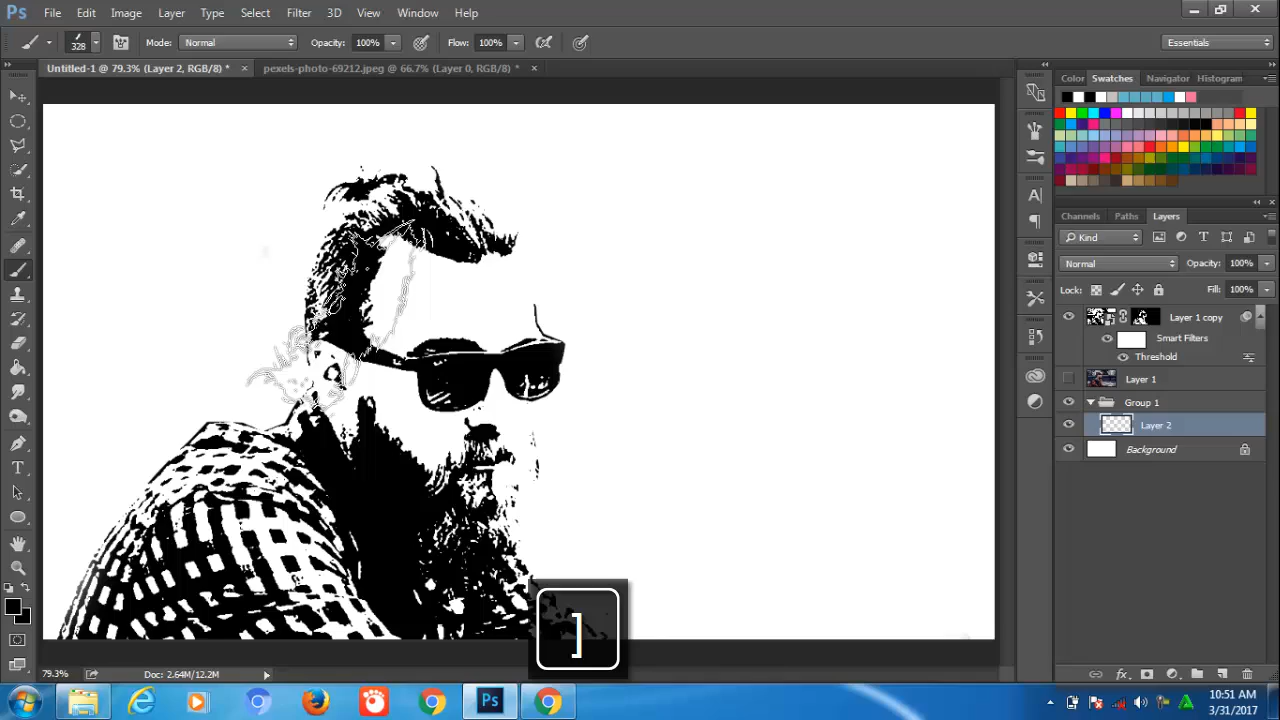 Ps File Edit Image Layer Type Select Filter 3D View Window Help
328 Mode: Normal Opacity: 100% Flow: 100% Essentials
Untitled-1 @ 79.3% (Layer 2, RGB/8) * × pexels-photo-69212.jpeg @ 66.7% (Layer 0, RGB/8) * ×
Color Swatches Navigator Histogram
Channels Paths Layers
Kind
Normal Opacity: 100%
Lock: Fill: 100%
Layer 1 copy
Smart Filters
Threshold
Layer 1
Group 1
Layer 2
Background
]
79.3% Doc: 2.64M/12.2M
Ps
10:51 AM
3/31/2017